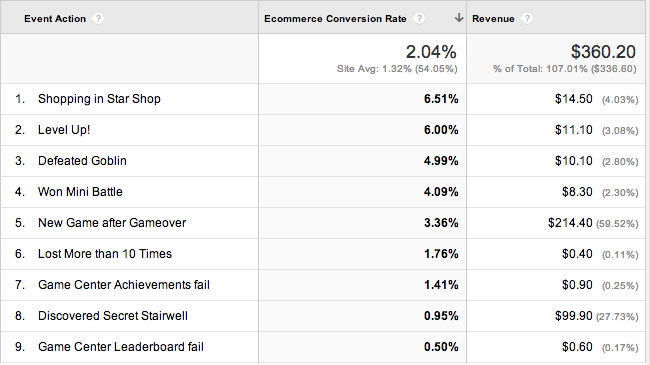 Event Action ? Ecommerce Conversion Rate ? ↓ Revenue ?
2.04% $360.20
Site Avg: 1.32% (54.05%) % of Total: 107.01% ($336.60)
1. Shopping in Star Shop 6.51% $14.50 (4.03%)
2. Level Up! 6.00% $11.10 (3.08%)
3. Defeated Goblin 4.99% $10.10 (2.80%)
4. Won Mini Battle 4.09% $8.30 (2.30%)
5. New Game after Gameover 3.36% $214.40 (59.52%)
6. Lost More than 10 Times 1.76% $0.40 (0.11%)
7. Game Center Achievements fail 1.41% $0.90 (0.25%)
8. Discovered Secret Stairwell 0.95% $99.90 (27.73%)
9. Game Center Leaderboard fail 0.50% $0.60 (0.17%)